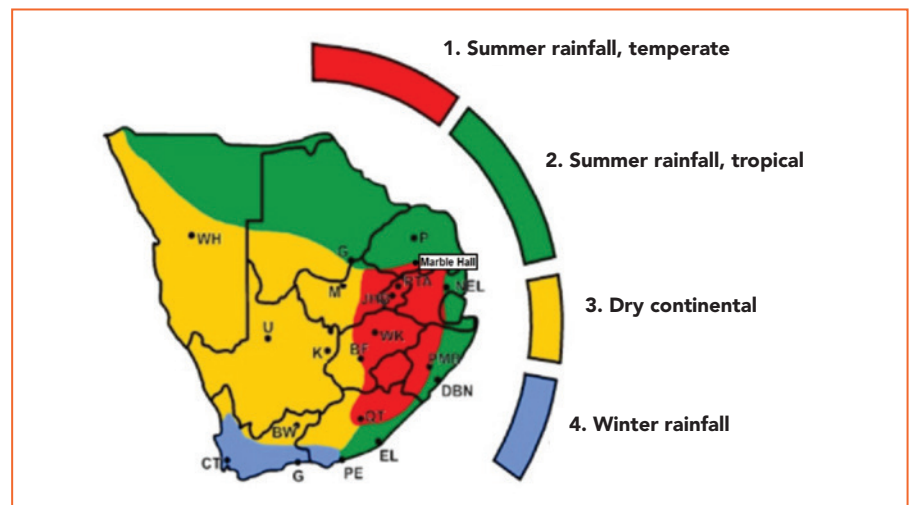 1. Summer rainfall, temperate
2. Summer rainfall, tropical
WH
P
G
Marble Hall
PTA
NEL
M
JHB
U
WK
K
BF
PMB
DBN
QT
BW
EL
CT
G
PE
3. Dry continental
4. Winter rainfall